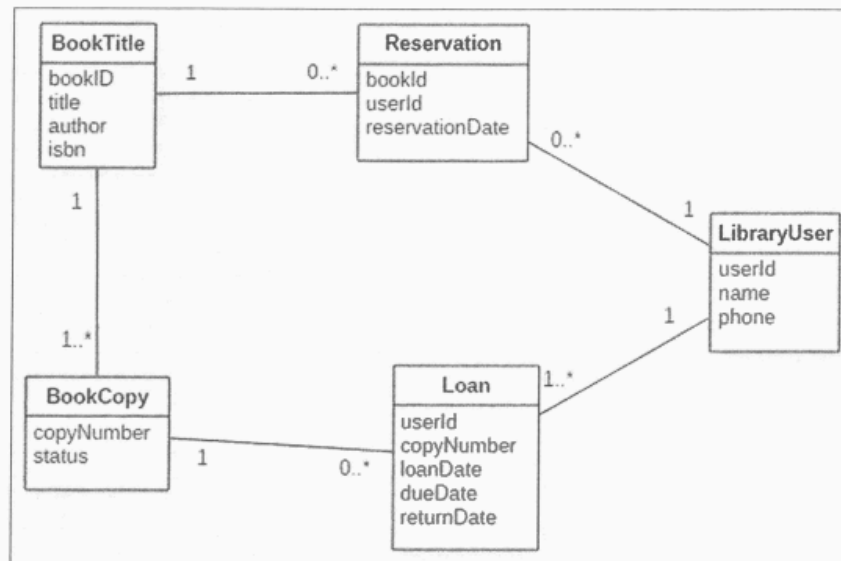 BookTitle
bookID
title
author
isbn
1
0..*
Reservation
bookId
userId
reservationDate
0..*
1
LibraryUser
userId
name
phone
1
1..*
BookCopy
copyNumber
status
1
0..*
Loan
userId
copyNumber
loanDate
dueDate
returnDate
1..*
1